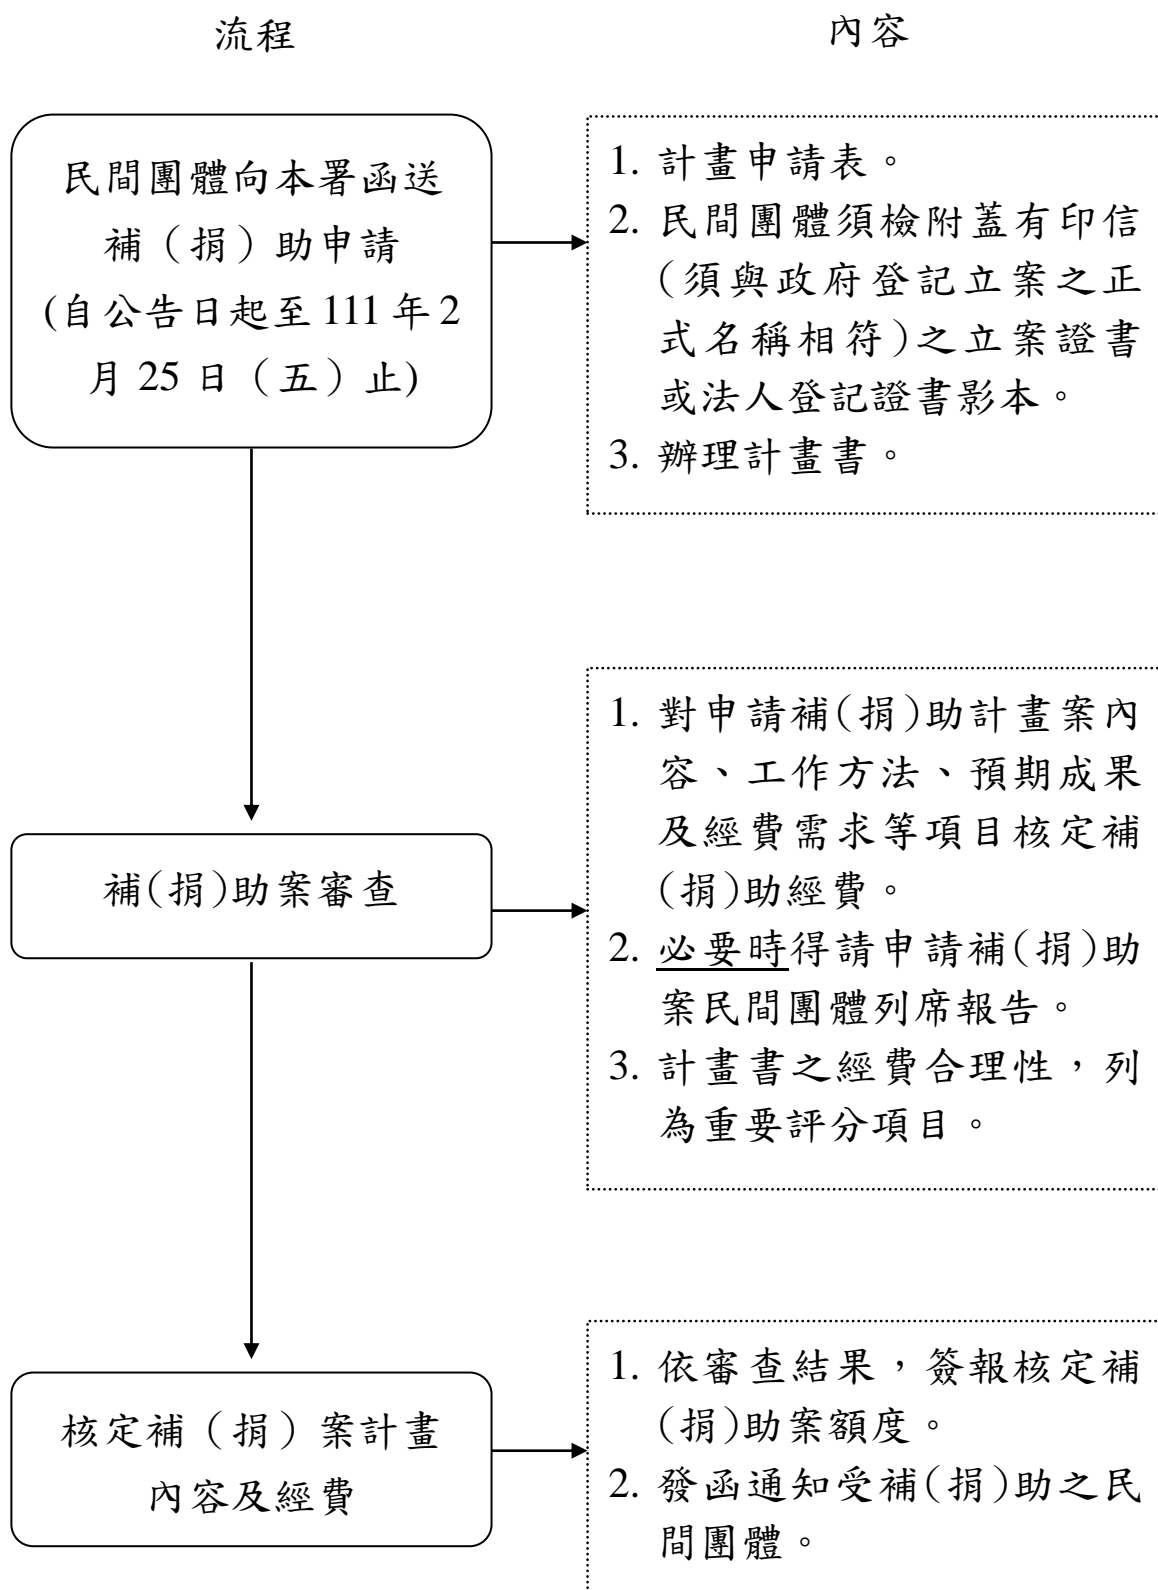 流程
內容
民間團體向本署函送
補（捐）助申請
(自公告日起至 111 年 2
月 25 日（五）止)
1. 計畫申請表。
2. 民間團體須檢附蓋有印信
(須與政府登記立案之正
式名稱相符)之立案證書
或法人登記證書影本。
3. 辦理計畫書。
補(捐)助案審查
1. 對申請補(捐)助計畫案內
容、工作方法、預期成果
及經費需求等項目核定補
(捐)助經費。
2. 必要時得請申請補(捐)助
案民間團體列席報告。
3. 計畫書之經費合理性，列
為重要評分項目。
核定補（捐）案計畫
內容及經費
1. 依審查結果，簽報核定補
(捐)助案額度。
2. 發函通知受補(捐)助之民
間團體。